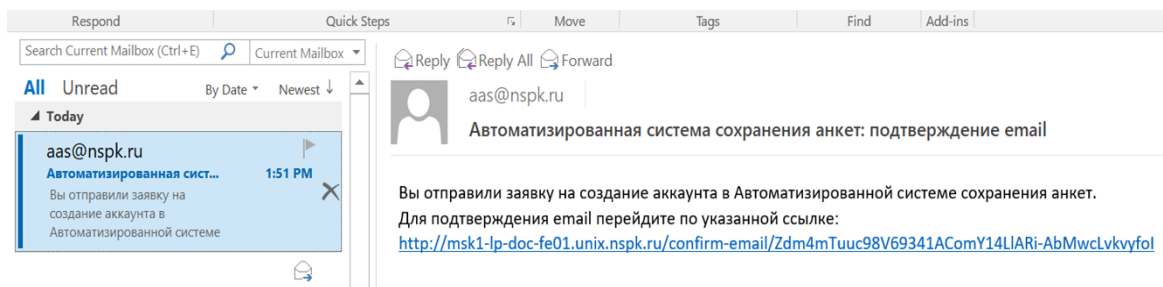 Respond
Quick Steps
Move
Tags
Find
Add-ins
Search Current Mailbox (Ctrl+E)
Current Mailbox
All Unread By Date Newest ↓
Today
aas@nspk.ru
Автоматизированная сист... 1:51 PM
Вы отправили заявку на
создание аккаунта в
Автоматизированной системе
Reply Reply All Forward
aas@nspk.ru
Автоматизированная система сохранения анкет: подтверждение email
Вы отправили заявку на создание аккаунта в Автоматизированной системе сохранения анкет.
Для подтверждения email перейдите по указанной ссылке:
http://msk1-lp-doc-fe01.unix.nspk.ru/confirm-email/Zdm4mTuuc98V69341AComY14LlARi-AbMwcLvkvyfoI